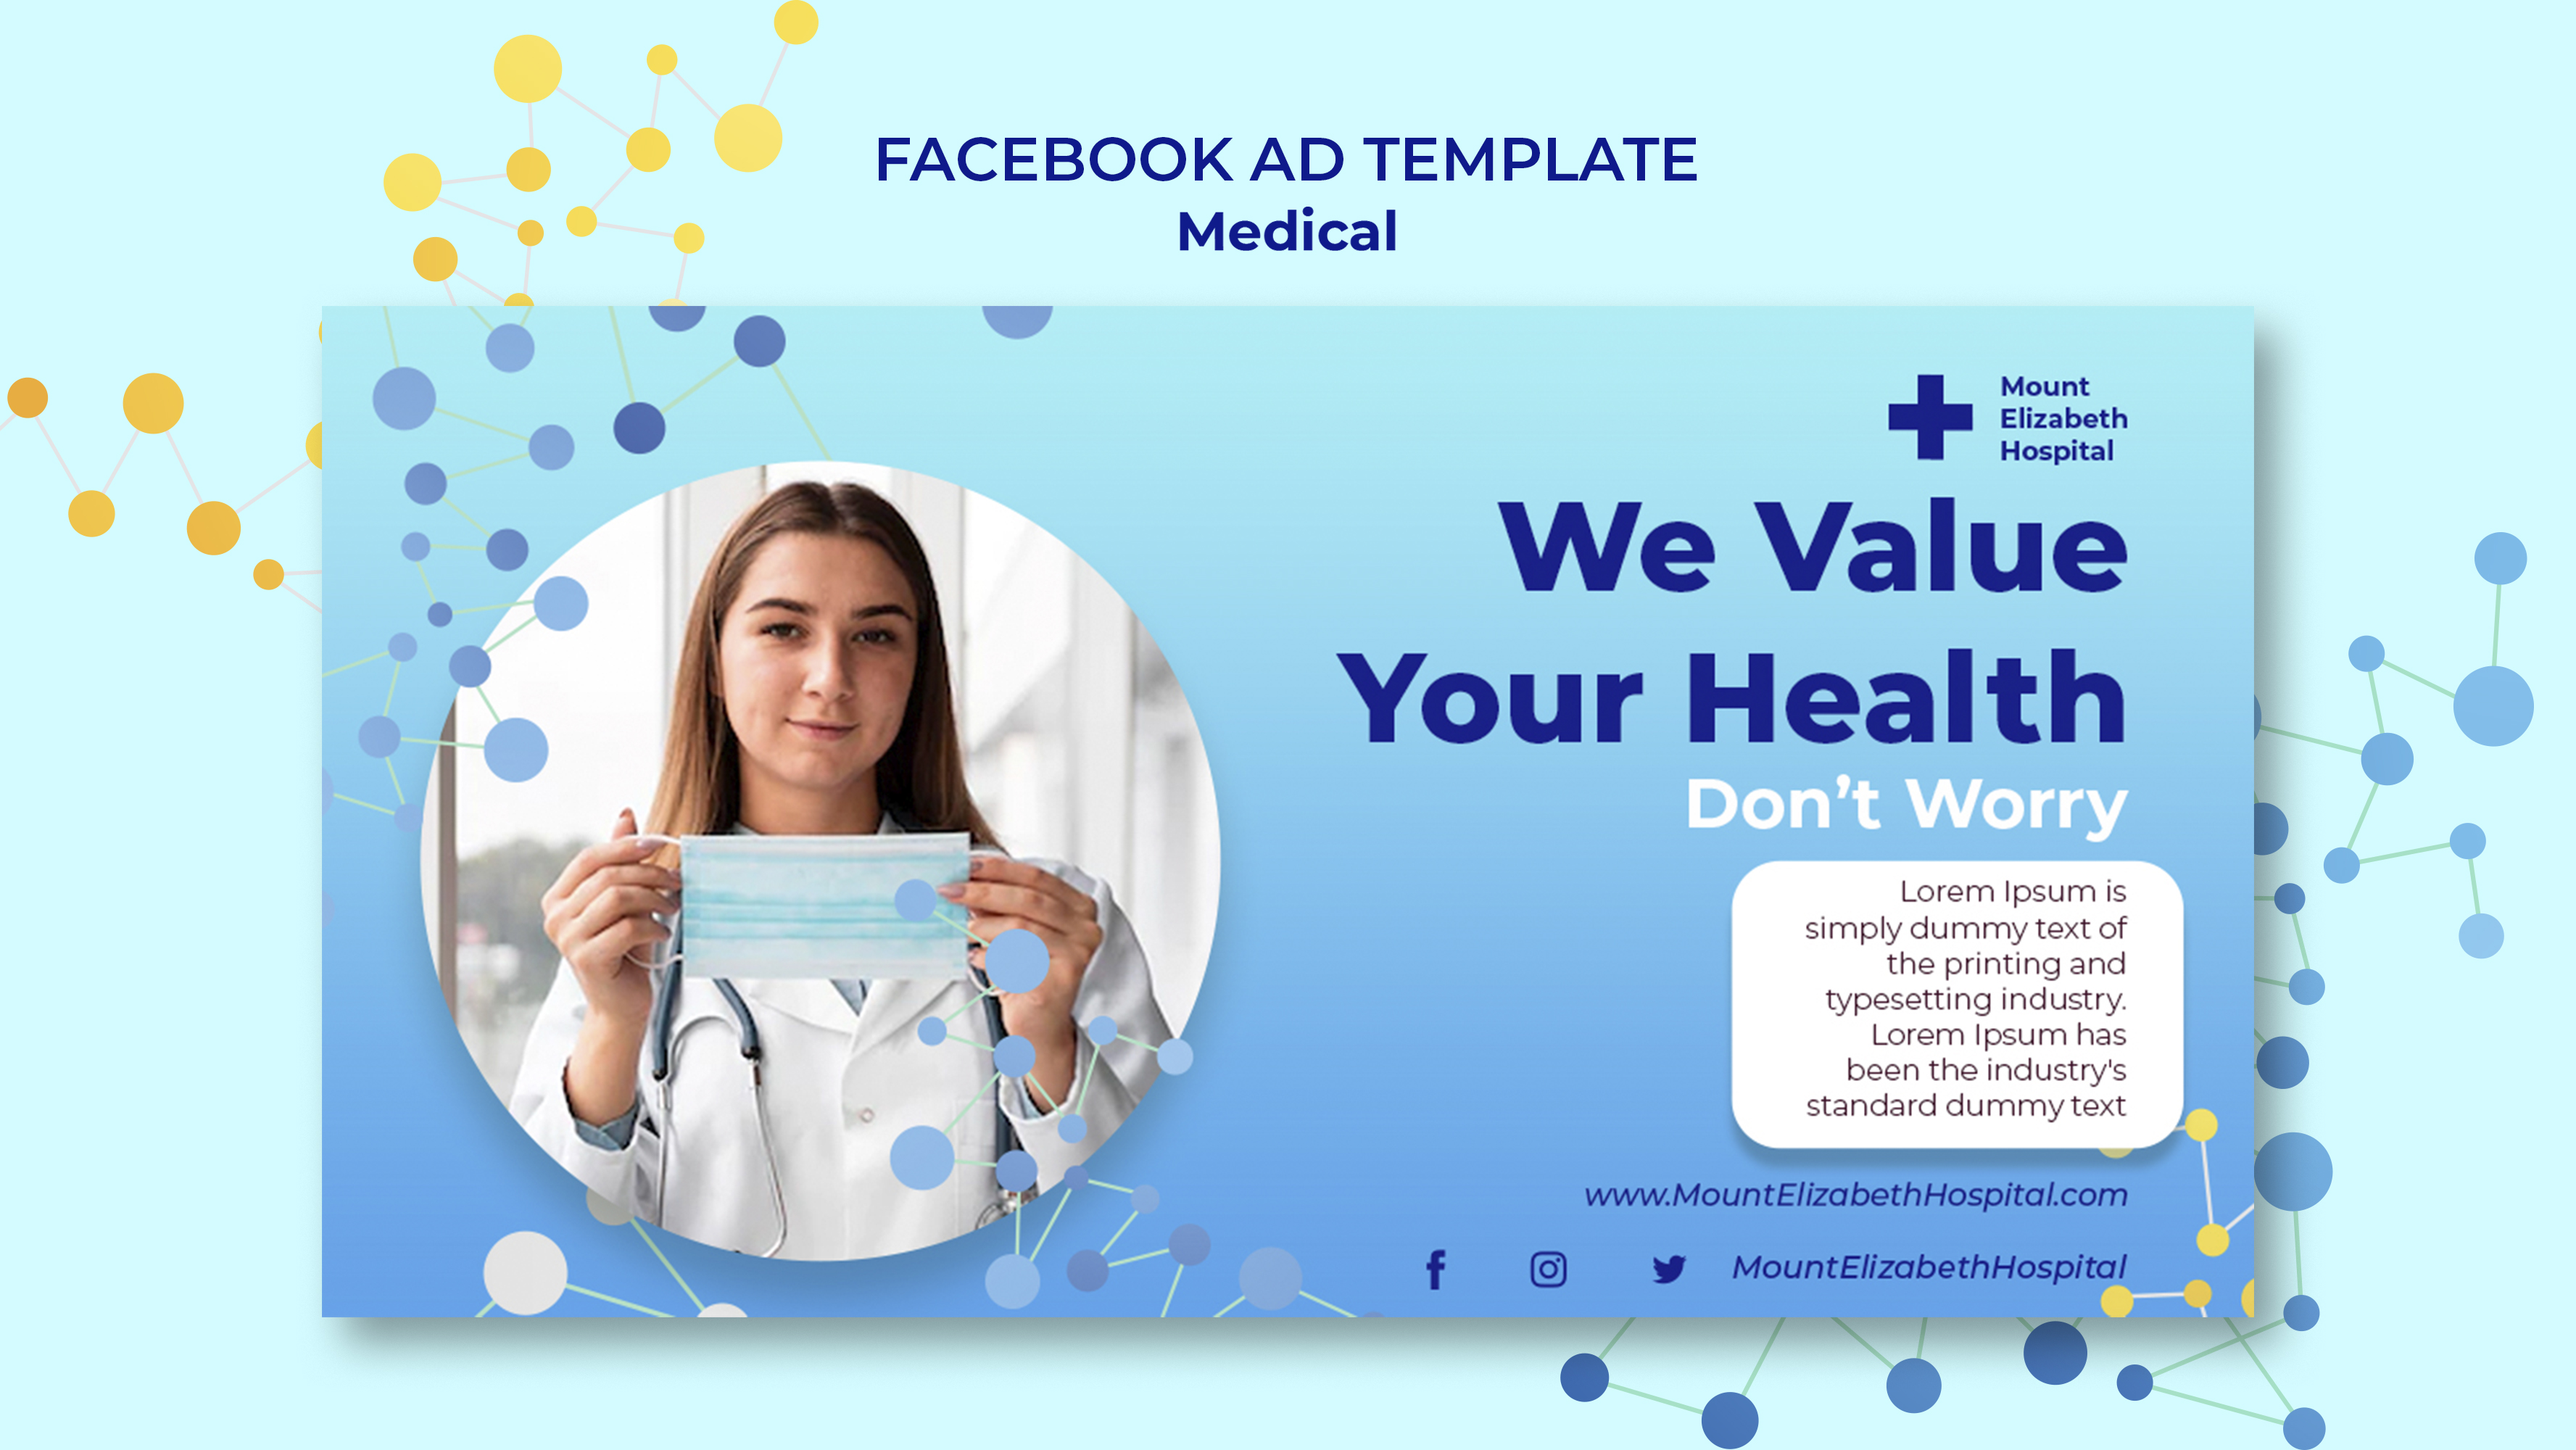 FACEBOOK AD TEMPLATE
Medical
Mount
Elizabeth
Hospital
We Value
Your Health
Don’t Worry
Lorem Ipsum is
simply dummy text of
the printing and
typesetting industry.
Lorem Ipsum has
been the industry's
standard dummy text
www.MountElizabethHospital.com
MountElizabethHospital